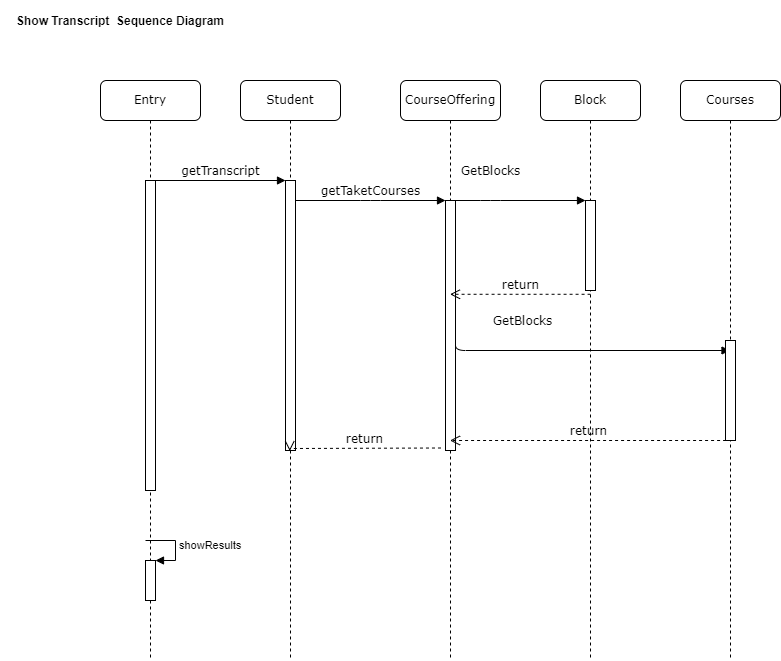 Show Transcript  Sequence Diagram
Entry
Student
CourseOffering
Block
Courses
getTranscript
GetBlocks
getTaketCourses
return
GetBlocks
return
return
showResults